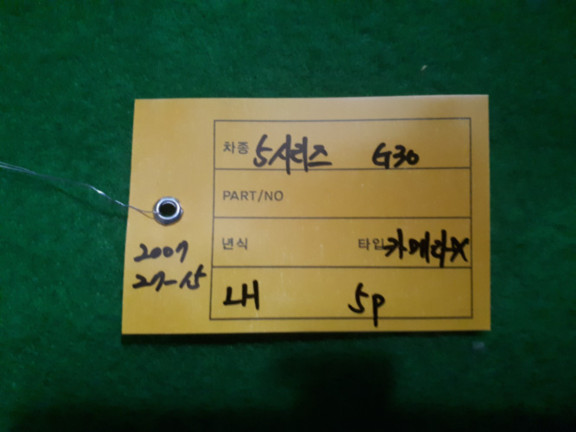 차종 5시리즈 G30
PART/NO
년식 타입 카메라X
LH 5P
2007
27-15